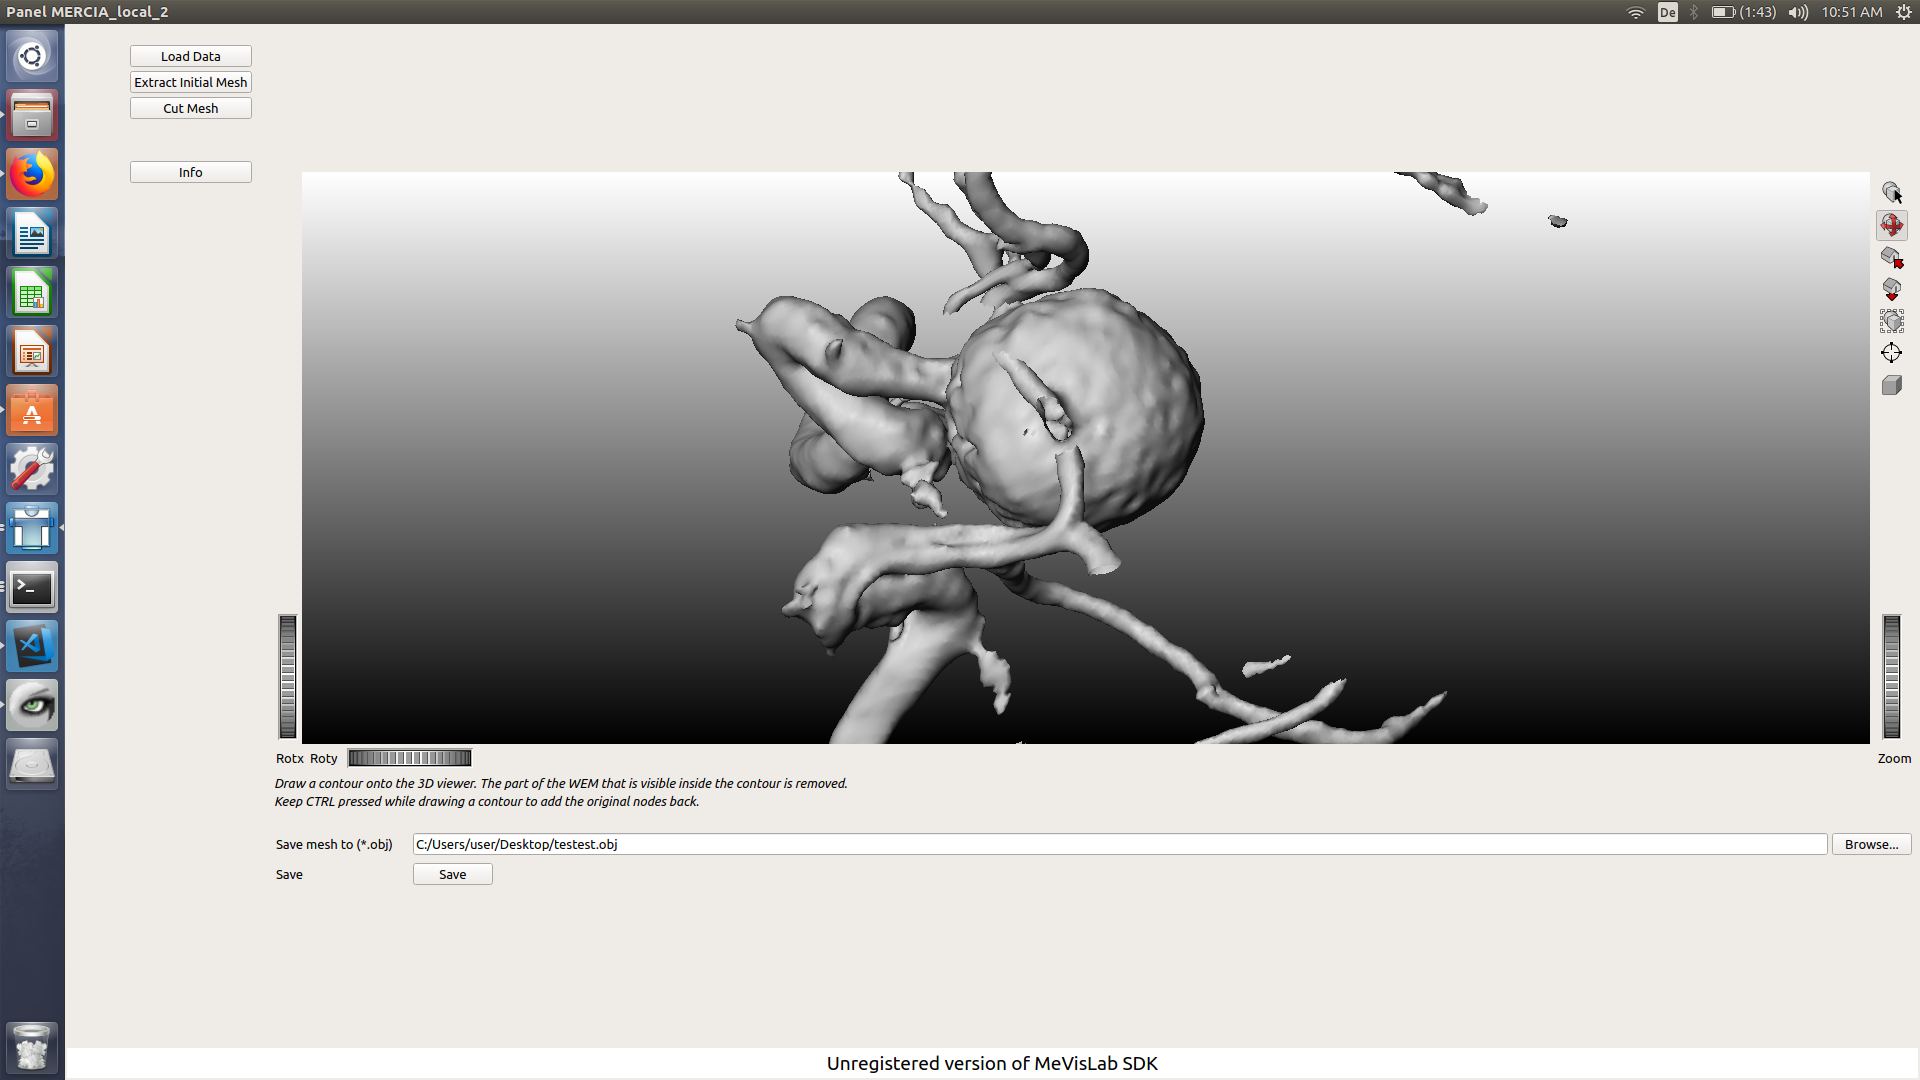 Panel MERCIA_local_2
De
(1:43)
10:51 AM
Load Data
Extract Initial Mesh
Cut Mesh
Info
Rotx Roty
Zoom
Draw a contour onto the 3D viewer. The part of the WEM that is visible inside the contour is removed.
Keep CTRL pressed while drawing a contour to add the original nodes back.
Save mesh to (*.obj)
C:/Users/user/Desktop/testest.obj
Browse...
Save
Save
Unregistered version of MeVisLab SDK